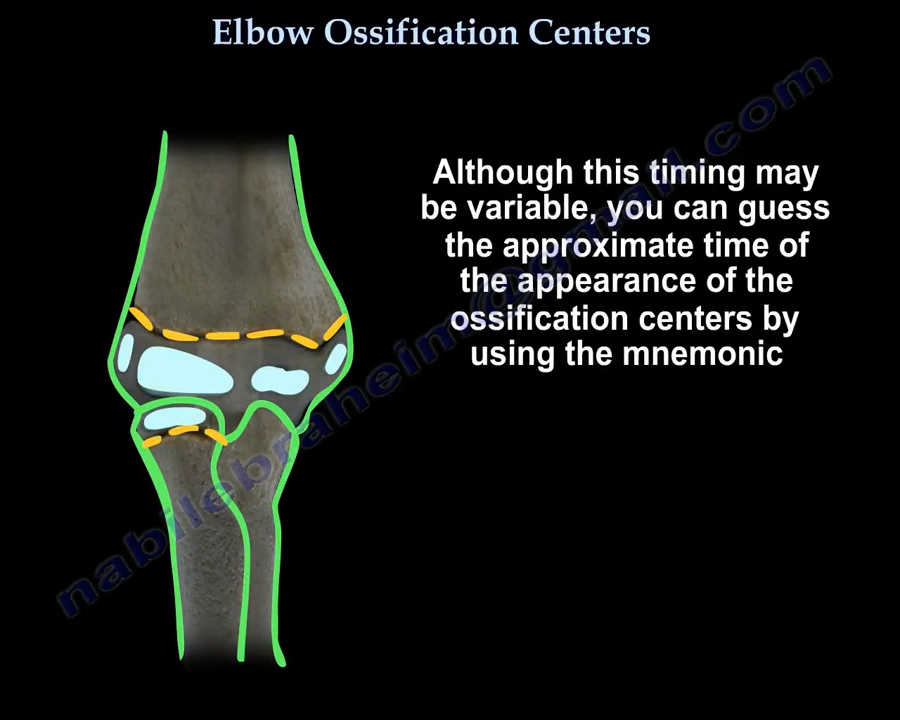 Elbow Ossification Centers
Although this timing may
be variable, you can guess
the approximate time of
the appearance of the
ossification centers by
using the mnemonic
nabilebraheim@gmail.com